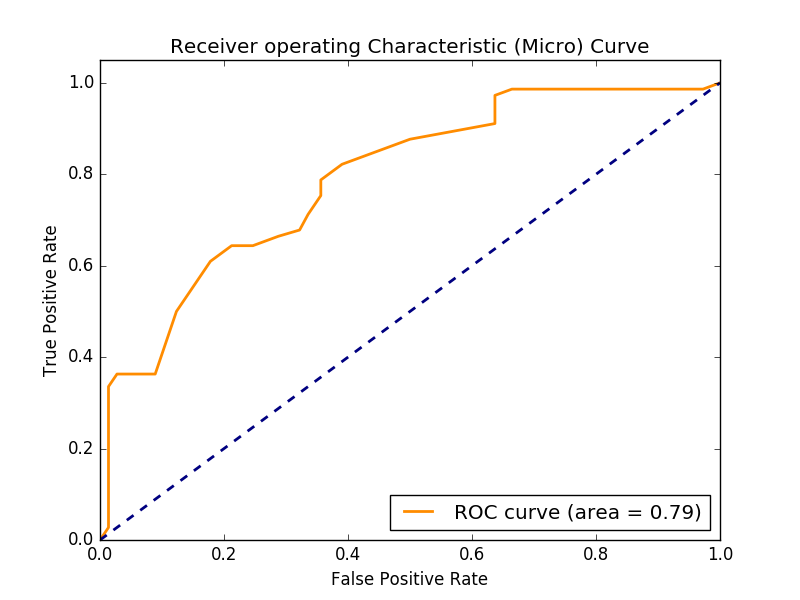 Receiver operating Characteristic (Micro) Curve
1.0
0.8
0.6
0.4
0.2
0.0
True Positive Rate
0.0 0.2 0.4 0.6 0.8 1.0
False Positive Rate
ROC curve (area = 0.79)